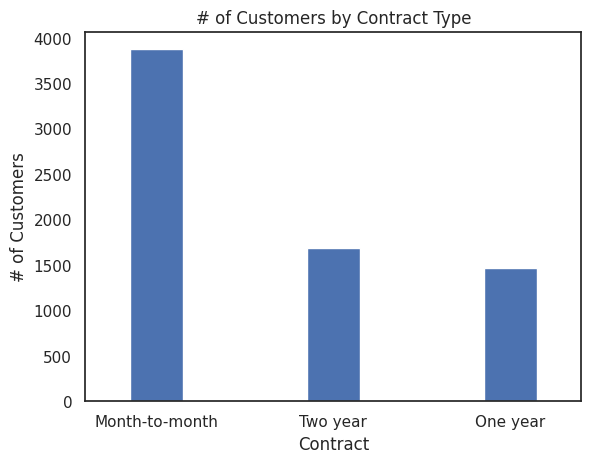 # of Customers by Contract Type
4000
3500
3000
2500
2000
1500
1000
500
0
# of Customers
Month-to-month
Two year
One year
Contract